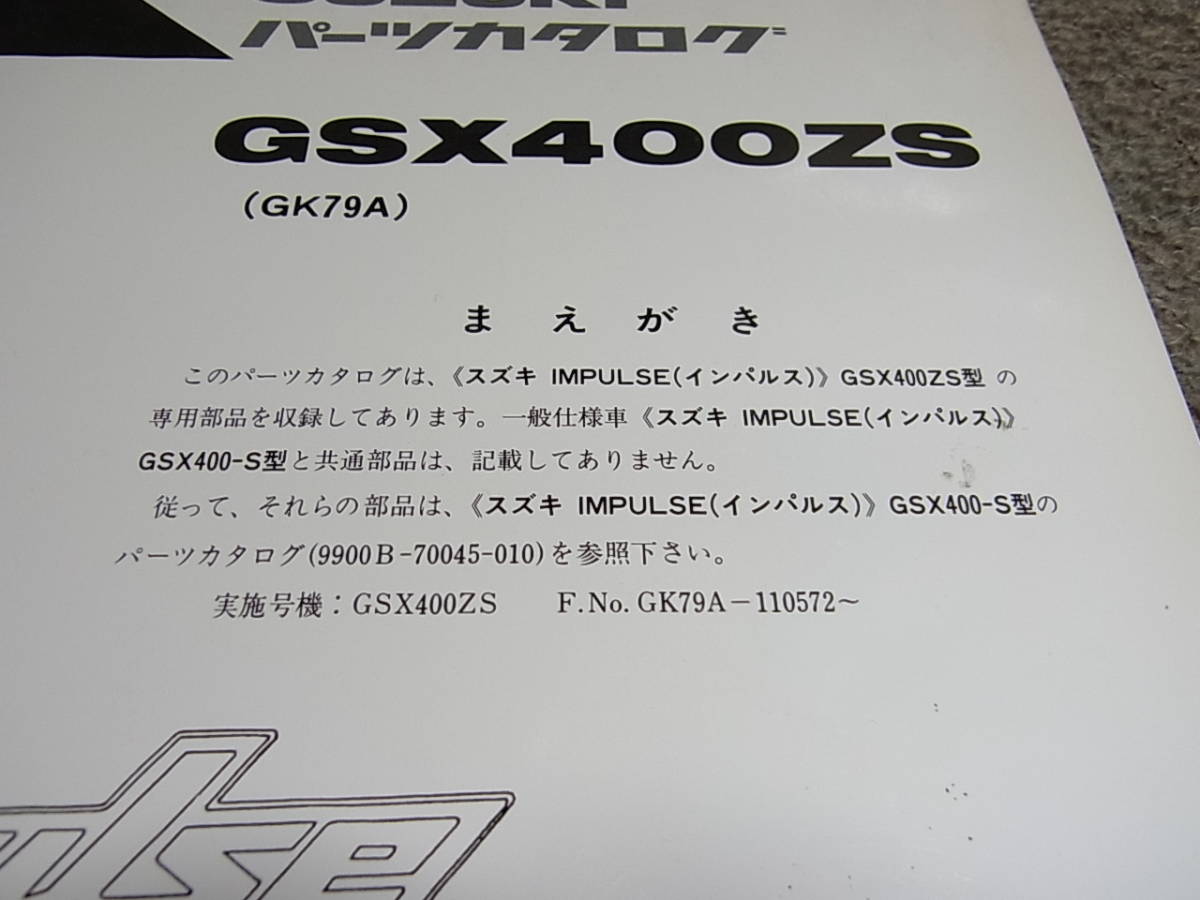 SUZUKI
パーツカタログ
GSX400ZS
(GK79A)
まえがき
このパーツカタログは、《スズキ IMPULSE(インパルス)》GSX400ZS型 の
専用部品を収録してあります。一般仕様車《スズキ IMPULSE(インパルス)》
GSX400-S型と共通部品は、記載してありません。
従って、それらの部品は、《スズキ IMPULSE(インパルス)》GSX400-S型の
パーツカタログ(9900B-70045-010)を参照下さい。
実施号機：GSX400ZS F.No.GK79A－110572～
ulse